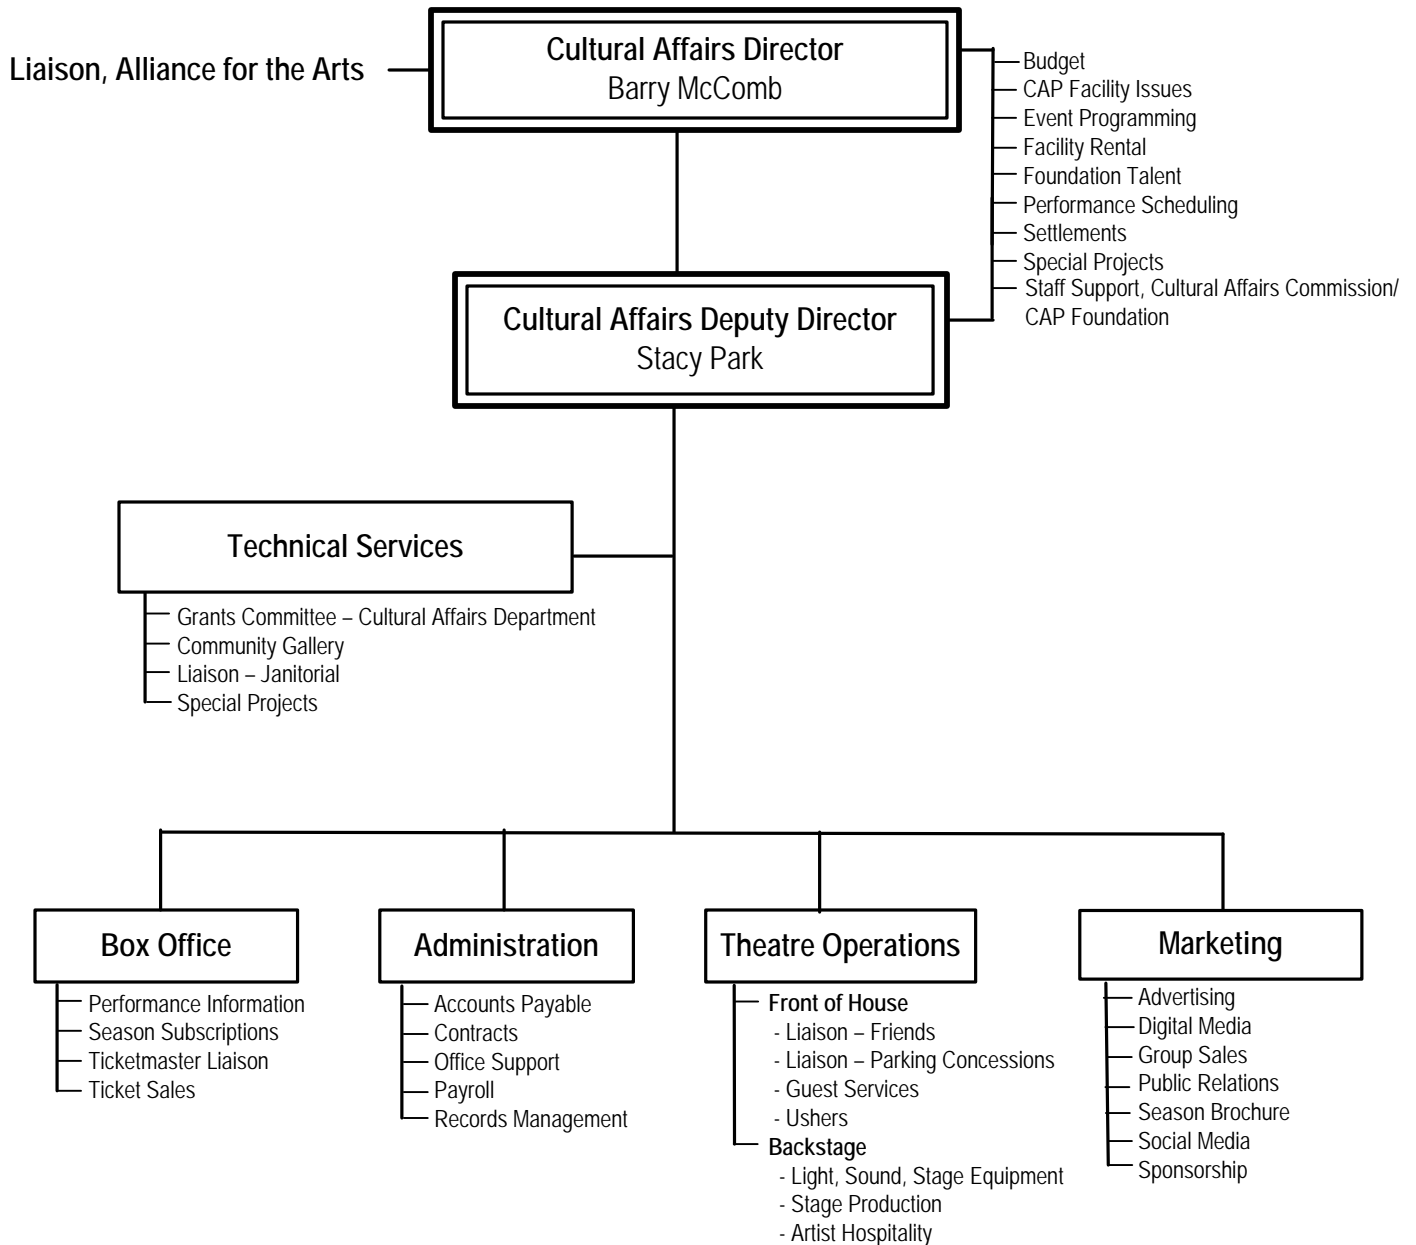 Cultural Affairs Director
Barry McComb
Liaison, Alliance for the Arts
Budget
CAP Facility Issues
Event Programming
Facility Rental
Foundation Talent
Performance Scheduling
Settlements
Special Projects
Staff Support, Cultural Affairs Commission/
CAP Foundation
Cultural Affairs Deputy Director
Stacy Park
Technical Services
Grants Committee – Cultural Affairs Department
Community Gallery
Liaison – Janitorial
Special Projects
Box Office
Performance Information
Season Subscriptions
Ticketmaster Liaison
Ticket Sales
Administration
Accounts Payable
Contracts
Office Support
Payroll
Records Management
Theatre Operations
Front of House
- Liaison – Friends
- Liaison – Parking Concessions
- Guest Services
- Ushers
Backstage
- Light, Sound, Stage Equipment
- Stage Production
- Artist Hospitality
Marketing
Advertising
Digital Media
Group Sales
Public Relations
Season Brochure
Social Media
Sponsorship